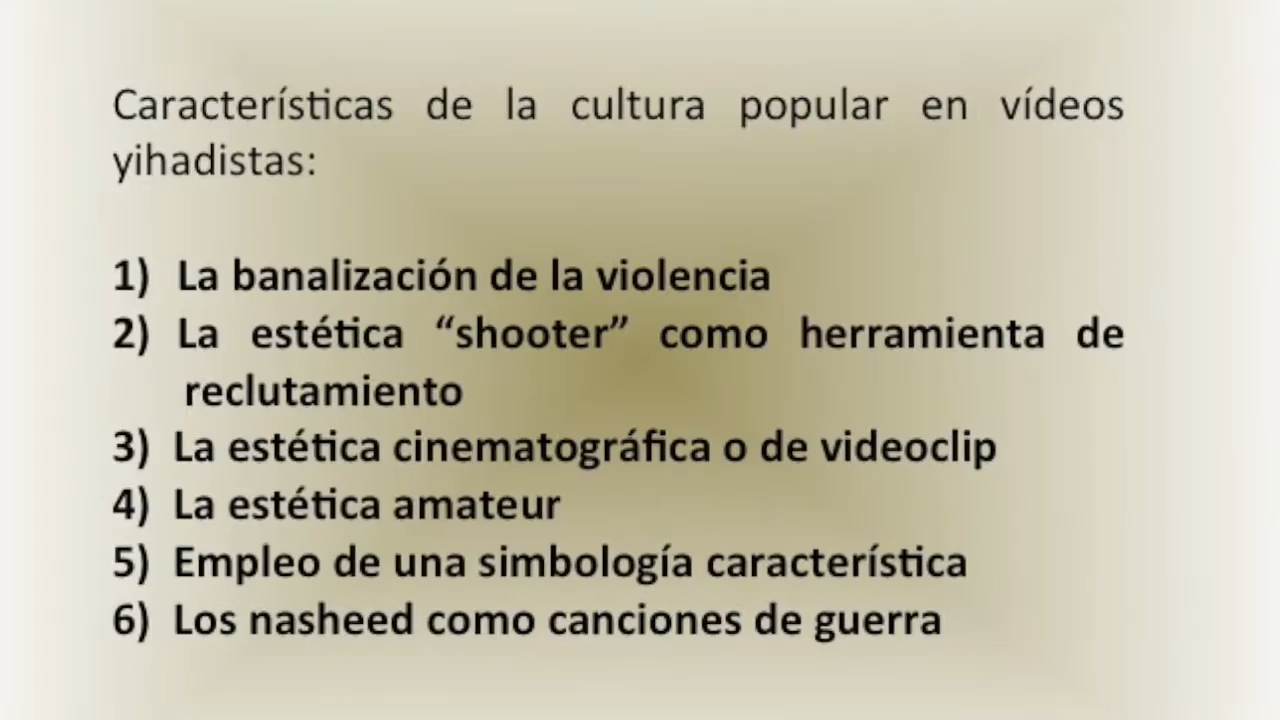 Características de la cultura popular en vídeos
yihadistas:
1) La banalización de la violencia
2) La estética “shooter” como herramienta de
reclutamiento
3) La estética cinematográfica o de videoclip
4) La estética amateur
5) Empleo de una simbología característica
6) Los nasheed como canciones de guerra